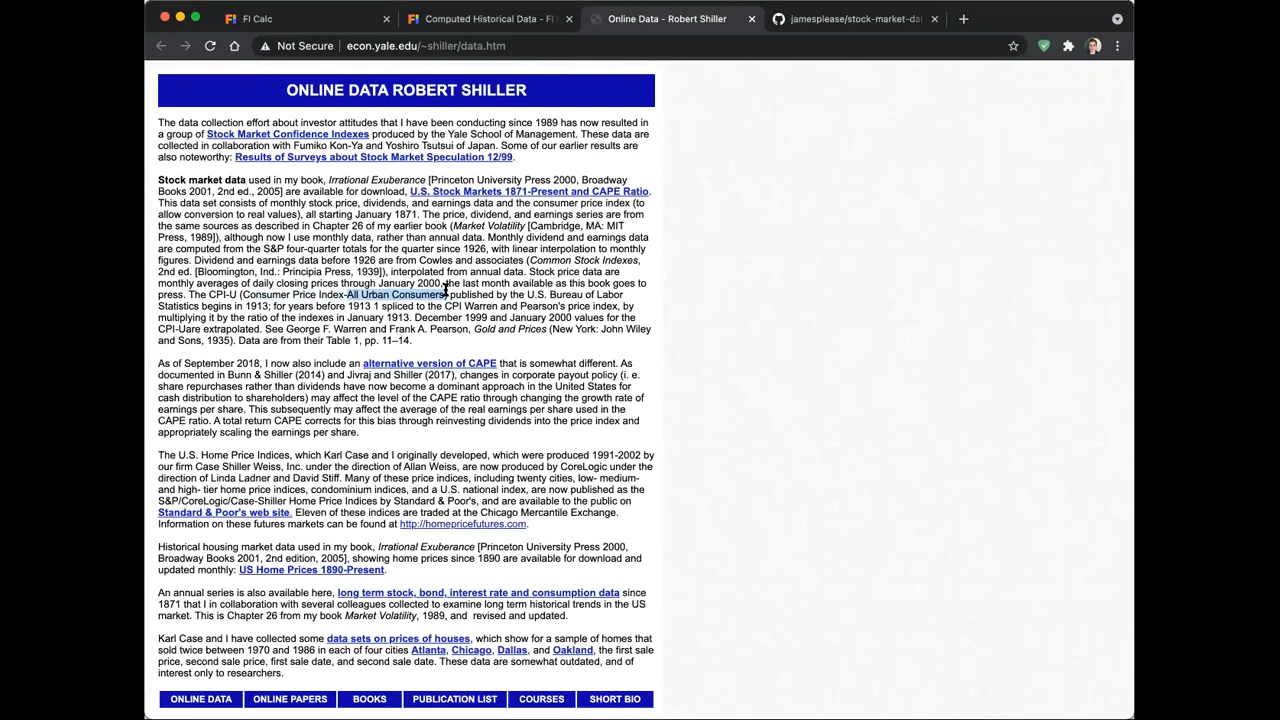 FI Calc
Computed Historical Data - FI
Online Data - Robert Shiller
jamesplease/stock-market-da
Not Secure
econ.yale.edu/~shiller/data.htm
ONLINE DATA ROBERT SHILLER
The data collection effort about investor attitudes that I have been conducting since 1989 has now resulted in
a group of Stock Market Confidence Indexes produced by the Yale School of Management. These data are
collected in collaboration with Fumiko Kon-Ya and Yoshiro Tsutsui of Japan. Some of our earlier results are
also noteworthy: Results of Surveys about Stock Market Speculation 12/99.
Stock market data used in my book, Irrational Exuberance [Princeton University Press 2000, Broadway
Books 2001, 2nd ed., 2005] are available for download, U.S. Stock Markets 1871-Present and CAPE Ratio.
This data set consists of monthly stock price, dividends, and earnings data and the consumer price index (to
allow conversion to real values), all starting January 1871. The price, dividend, and earnings series are from
the same sources as described in Chapter 26 of my earlier book (Market Volatility [Cambridge, MA: MIT
Press, 1989]), although now I use monthly data, rather than annual data. Monthly dividend and earnings data
are computed from the S&P four-quarter totals for the quarter since 1926, with linear interpolation to monthly
figures. Dividend and earnings data before 1926 are from Cowles and associates (Common Stock Indexes,
2nd ed. [Bloomington, Ind.: Principia Press, 1939]), interpolated from annual data. Stock price data are
monthly averages of daily closing prices through January 2000, the last month available as this book goes to
press. The CPI-U (Consumer Price Index-All Urban Consumers) published by the U.S. Bureau of Labor
Statistics begins in 1913; for years before 1913 1 spliced to the CPI Warren and Pearson's price index, by
multiplying it by the ratio of the indexes in January 1913. December 1999 and January 2000 values for the
CPI-Uare extrapolated. See George F. Warren and Frank A. Pearson, Gold and Prices (New York: John Wiley
and Sons, 1935). Data are from their Table 1, pp. 11–14.
As of September 2018, I now also include an alternative version of CAPE that is somewhat different. As
documented in Bunn & Shiller (2014) and Jivraj and Shiller (2017), changes in corporate payout policy (i. e.
share repurchases rather than dividends have now become a dominant approach in the United States for
cash distribution to shareholders) may affect the level of the CAPE ratio through changing the growth rate of
earnings per share. This subsequently may affect the average of the real earnings per share used in the
CAPE ratio. A total return CAPE corrects for this bias through reinvesting dividends into the price index and
appropriately scaling the earnings per share.
The U.S. Home Price Indices, which Karl Case and I originally developed, which were produced 1991-2002 by
our firm Case Shiller Weiss, Inc. under the direction of Allan Weiss, are now produced by CoreLogic under the
direction of Linda Ladner and David Stiff. Many of these price indices, including twenty cities, low- medium-
and high- tier home price indices, condominium indices, and a U.S. national index, are now published as the
S&P/CoreLogic/Case-Shiller Home Price Indices by Standard & Poor's, and are available to the public on
Standard & Poor's web site. Eleven of these indices are traded at the Chicago Mercantile Exchange.
Information on these futures markets can be found at http://homepricefutures.com.
Historical housing market data used in my book, Irrational Exuberance [Princeton University Press 2000,
Broadway Books 2001, 2nd edition, 2005], showing home prices since 1890 are available for download and
updated monthly: US Home Prices 1890-Present.
An annual series is also available here, long term stock, bond, interest rate and consumption data since
1871 that I in collaboration with several colleagues collected to examine long term historical trends in the US
market. This is Chapter 26 from my book Market Volatility, 1989, and revised and updated.
Karl Case and I have collected some data sets on prices of houses, which show for a sample of homes that
sold twice between 1970 and 1986 in each of four cities Atlanta, Chicago, Dallas, and Oakland, the first sale
price, second sale price, first sale date, and second sale date. These data are somewhat outdated, and of
interest only to researchers.
ONLINE DATA ONLINE PAPERS BOOKS PUBLICATION LIST COURSES SHORT BIO